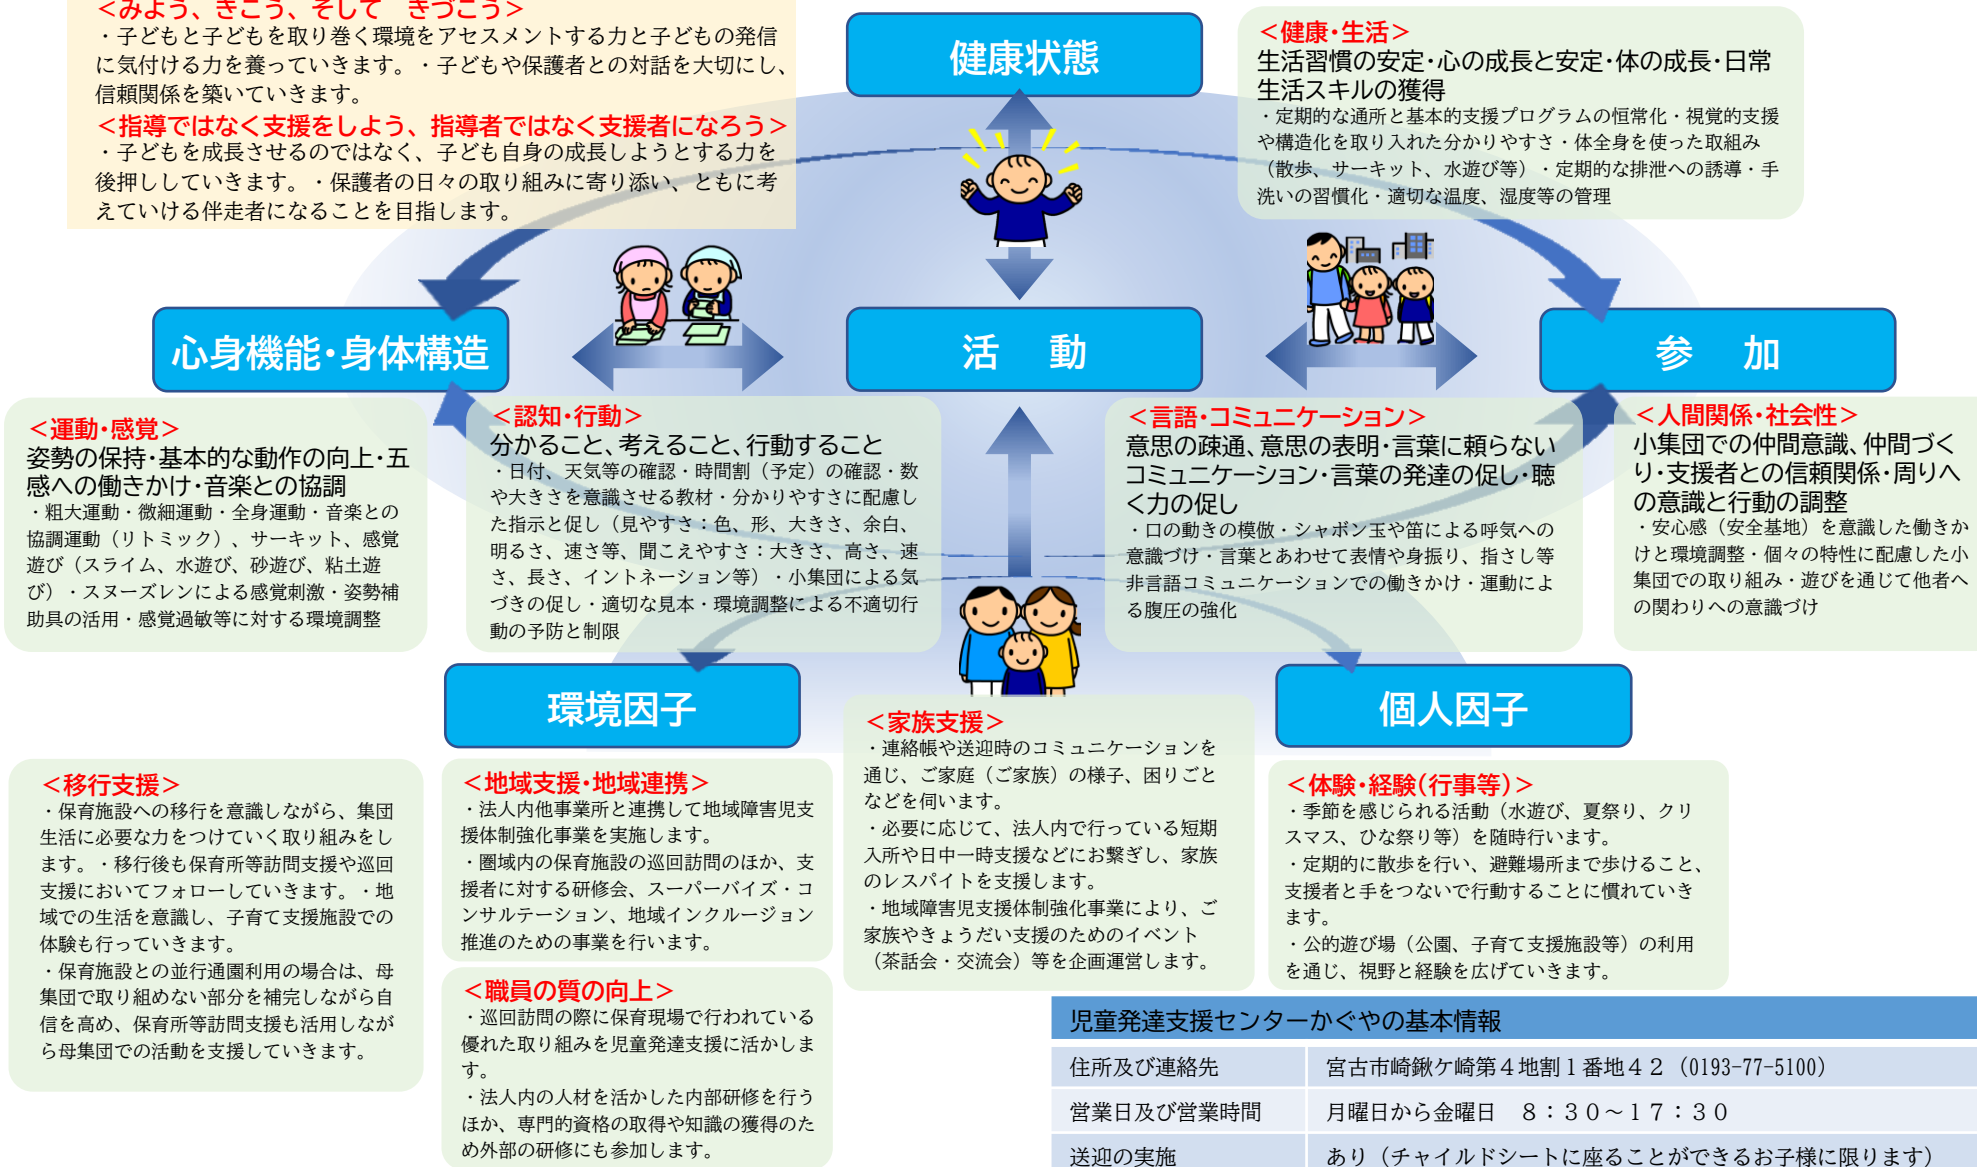 ＜みよう、きこう、そして　きづこう＞
・子どもと子どもを取り巻く環境をアセスメントする力と子どもの発信
に気付ける力を養っていきます。・子どもや保護者との対話を大切にし、
信頼関係を築いていきます。
＜指導ではなく支援をしよう、指導者ではなく支援者になろう＞
・子どもを成長させるのではなく、子ども自身の成長しようとする力を
後押ししていきます。・保護者の日々の取り組みに寄り添い、ともに考
えていける伴走者になることを目指します。
健康状態
＜健康・生活＞
生活習慣の安定・心の成長と安定・体の成長・日常
生活スキルの獲得
・定期的な通所と基本的支援プログラムの恒常化・視覚的支援
や構造化を取り入れた分かりやすさ・体全身を使った取組み
（散歩、サーキット、水遊び等）・定期的な排泄への誘導・手
洗いの習慣化・適切な温度、湿度等の管理
心身機能・身体構造
活　動
参　加
＜運動・感覚＞
姿勢の保持・基本的な動作の向上・五
感への働きかけ・音楽との協調
・粗大運動・微細運動・全身運動・音楽との
協調運動（リトミック）、サーキット、感覚
遊び（スライム、水遊び、砂遊び、粘土遊
び）・スヌーズレンによる感覚刺激・姿勢補
助具の活用・感覚過敏等に対する環境調整
＜認知・行動＞
分かること、考えること、行動すること
・日付、天気等の確認・時間割（予定）の確認・数
や大きさを意識させる教材・分かりやすさに配慮し
た指示と促し（見やすさ：色、形、大きさ、余白、
明るさ、速さ等、聞こえやすさ：大きさ、高さ、速
さ、長さ、イントネーション等）・小集団による気
づきの促し・適切な見本・環境調整による不適切行
動の予防と制限
＜言語・コミュニケーション＞
意思の疎通、意思の表明・言葉に頼らない
コミュニケーション・言葉の発達の促し・聴
く力の促し
・口の動きの模倣・シャボン玉や笛による呼気への
意識づけ・言葉とあわせて表情や身振り、指さし等
非言語コミュニケーションでの働きかけ・運動によ
る腹圧の強化
＜人間関係・社会性＞
小集団での仲間意識、仲間づく
り・支援者との信頼関係・周りへ
の意識と行動の調整
・安心感（安全基地）を意識した働きか
けと環境調整・個々の特性に配慮した小
集団での取り組み・遊びを通じて他者へ
の関わりへの意識づけ
環境因子
個人因子
＜移行支援＞
・保育施設への移行を意識しながら、集団
生活に必要な力をつけていく取り組みをし
ます。・移行後も保育所等訪問支援や巡回
支援においてフォローしていきます。・地
域での生活を意識し、子育て支援施設での
体験も行っていきます。
・保育施設との並行通園利用の場合は、母
集団で取り組めない部分を補完しながら自
信を高め、保育所等訪問支援も活用しなが
ら母集団での活動を支援していきます。
＜地域支援・地域連携＞
・法人内他事業所と連携して地域障害児支
援体制強化事業を実施します。
・圏域内の保育施設の巡回訪問のほか、支
援者に対する研修会、スーパーバイズ・コ
ンサルテーション、地域インクルージョン
推進のための事業を行います。
＜職員の質の向上＞
・巡回訪問の際に保育現場で行われている
優れた取り組みを児童発達支援に活かしま
す。
・法人内の人材を活かした内部研修を行う
ほか、専門的資格の取得や知識の獲得のた
め外部の研修にも参加します。
＜家族支援＞
・連絡帳や送迎時のコミュニケーションを
通じ、ご家庭（ご家族）の様子、困りごと
などを伺います。
・必要に応じて、法人内で行っている短期
入所や日中一時支援などにお繋ぎし、家族
のレスパイトを支援します。
・地域障害児支援体制強化事業により、ご
家族やきょうだい支援のためのイベント
（茶話会・交流会）等を企画運営します。
＜体験・経験（行事等）＞
・季節を感じられる活動（水遊び、夏祭り、クリ
スマス、ひな祭り等）を随時行います。
・定期的に散歩を行い、避難場所まで歩けること、
支援者と手をつないで行動することに慣れていき
ます。
・公的遊び場（公園、子育て支援施設等）の利用
を通じ、視野と経験を広げていきます。
児童発達支援センターかぐやの基本情報
住所及び連絡先　宮古市崎鍬ケ崎第４地割１番地４２（0193-77-5100）
営業日及び営業時間　月曜日から金曜日　８：３０～１７：３０
送迎の実施　あり（チャイルドシートに座ることができるお子様に限ります）